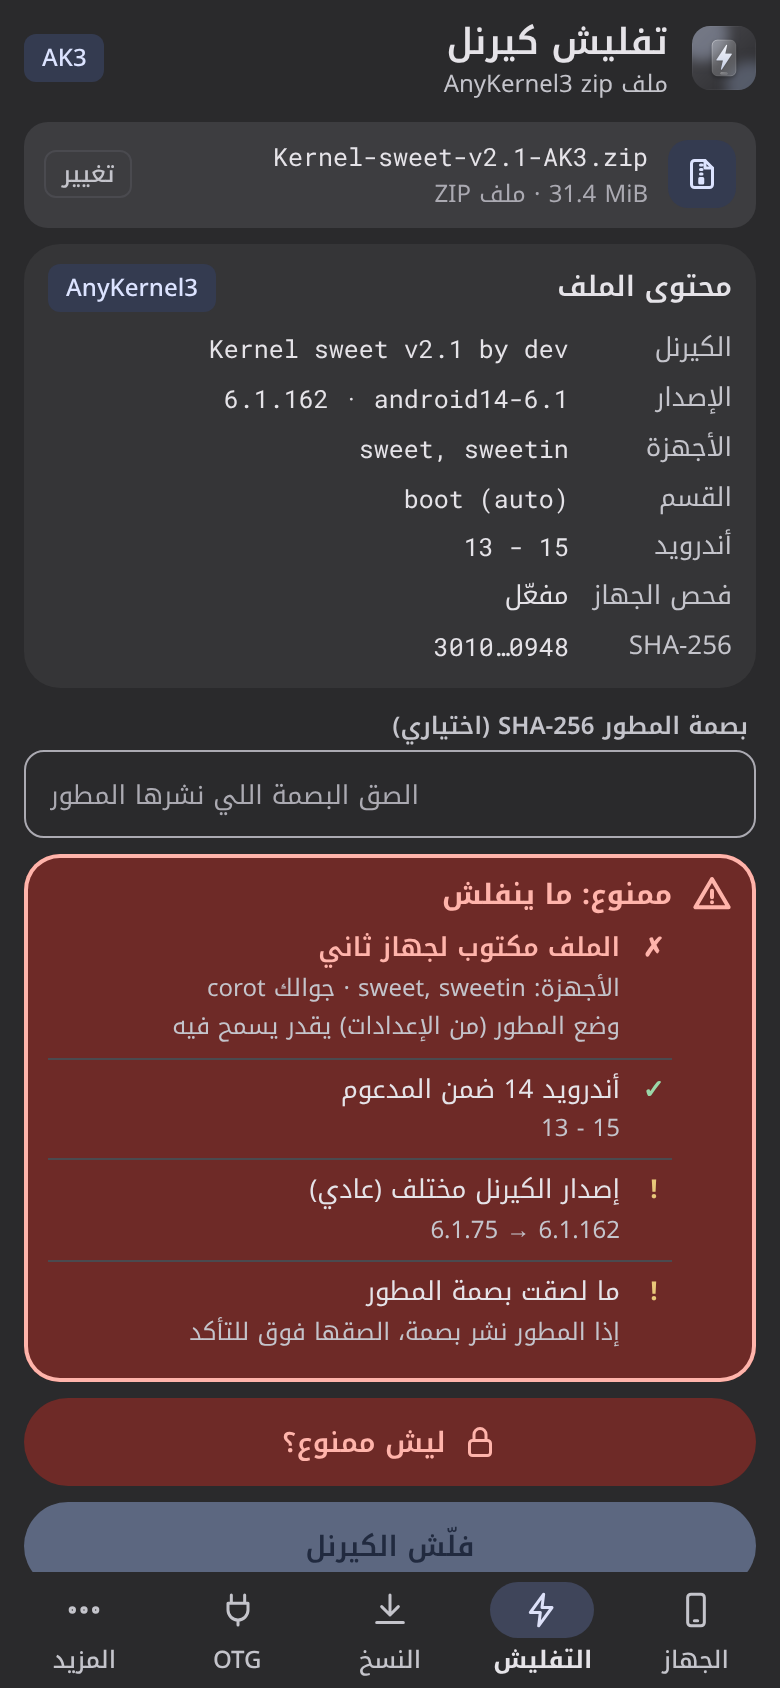 تفليش كيرنل
ملف AnyKernel3 zip
AK3
Kernel-sweet-v2.1-AK3.zip
31.4 MiB · ملف ZIP
تغيير
محتوى الملف
AnyKernel3
الكيرنل Kernel sweet v2.1 by dev
الإصدار 6.1.162 · android14-6.1
الأجهزة sweet, sweetin
القسم boot (auto)
أندرويد 13 - 15
فحص الجهاز مفعّل
SHA-256 3010…0948
بصمة المطور SHA-256 (اختياري)
الصق البصمة اللي نشرها المطور
ممنوع: ما ينفلش
✗ الملف مكتوب لجهاز ثاني
الأجهزة: sweet, sweetin · جوالك corot
وضع المطور (من الإعدادات) يقدر يسمح فيه
✓ أندرويد 14 ضمن المدعوم
13 - 15
! إصدار الكيرنل مختلف (عادي)
6.1.75 → 6.1.162
! ما لصقت بصمة المطور
إذا المطور نشر بصمة، الصقها فوق للتأكد
ليش ممنوع؟
فلّش الكيرنل
الجهاز
التفليش
النسخ
OTG
المزيد